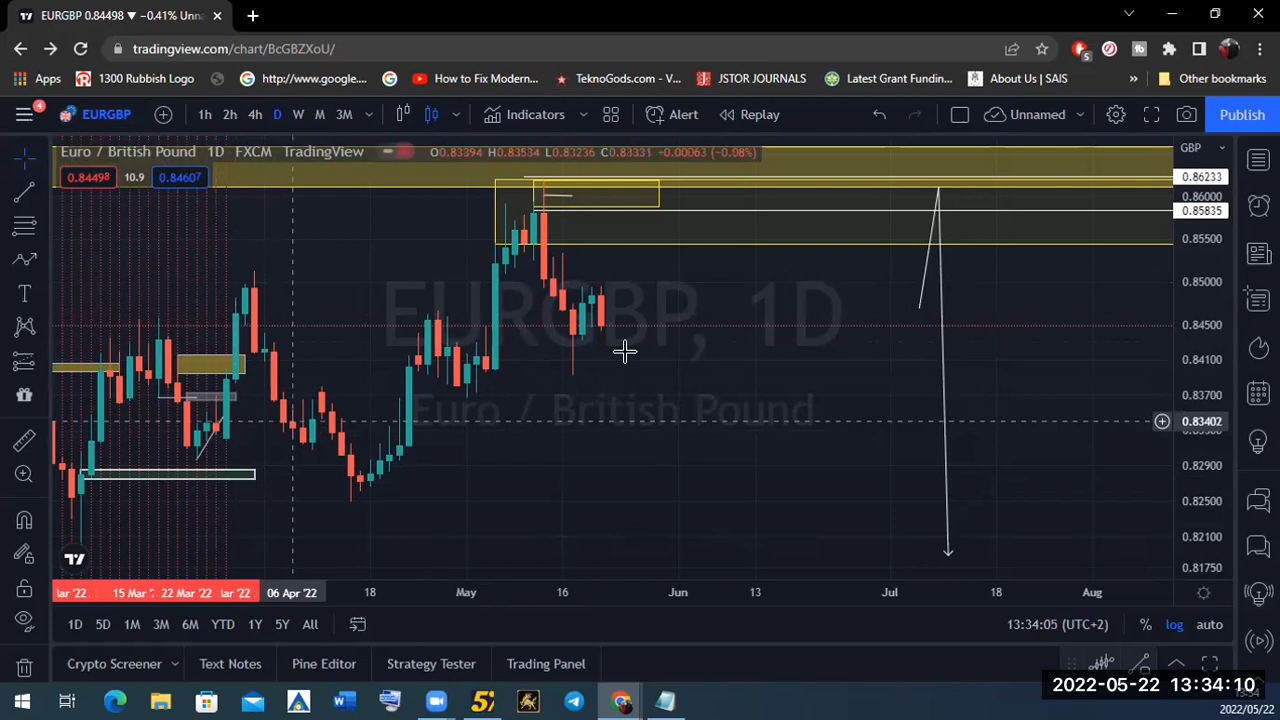 EURGBP 0.84498 ▼ −0.41% Unna
tradingview.com/chart/BcGBZXoU/
5
Apps 1300 Rubbish Logo http://www.google... How to Fix Modern... TeknoGods.com - V... JSTOR JOURNALS Latest Grant Fundin... About Us | SAIS » Other bookmarks
4 EURGBP 1h 2h 4h D W M 3M Indicators Alert Replay Unnamed Publish
Euro / British Pound 1D FXCM TradingView O0.83394 H0.83534 L0.83236 C0.83331 −0.00063 (−0.08%) GBP
0.84498 10.9 0.84607
0.86233
0.86000
0.85835
0.85500
0.85000
EURGBP, 1D
0.84500
0.84100
0.83700
Euro / British Pound
0.83402
0.82900
0.82500
0.82100
0.81750
15 Mar 22 Mar '22 06 Apr '22 18 May 16 Jun 13 Jul 18 Aug
1D 5D 1M 3M 6M YTD 1Y 5Y All 13:34:05 (UTC+2) % log auto
Crypto Screener Text Notes Pine Editor Strategy Tester Trading Panel
2022-05-22 13:34:10
2022/05/22